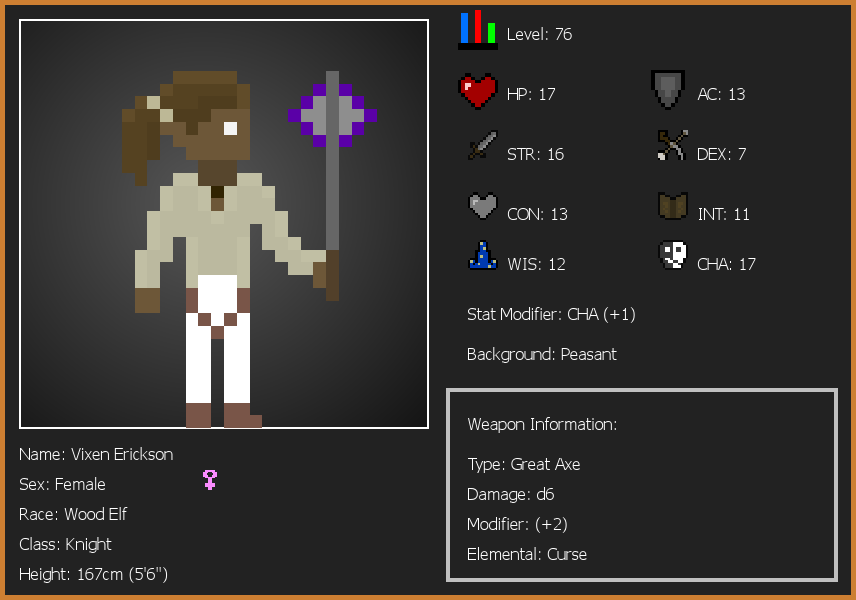 Level: 76
HP: 17
AC: 13
STR: 16
DEX: 7
CON: 13
INT: 11
WIS: 12
CHA: 17
Stat Modifier: CHA (+1)
Background: Peasant
Weapon Information:
Type: Great Axe
Damage: d6
Modifier: (+2)
Elemental: Curse
Name: Vixen Erickson
Sex: Female
Race: Wood Elf
Class: Knight
Height: 167cm (5'6")